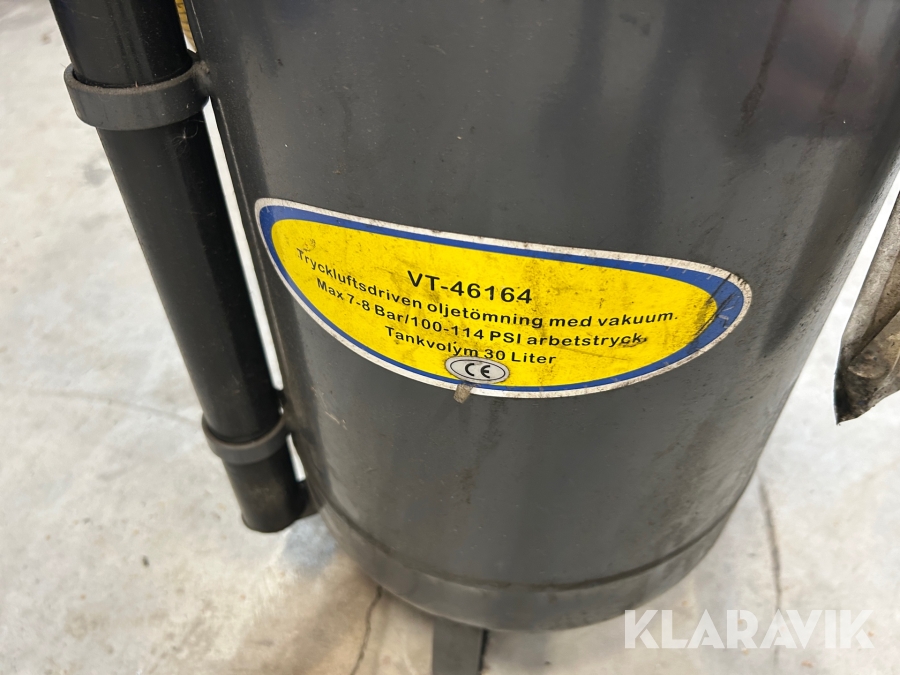 VT-46164
Tryckluftsdriven oljetömning med vakuum.
Max 7-8 Bar/100-114 PSI arbetstryck.
Tankvolym 30 Liter
CE
KLARAVIK